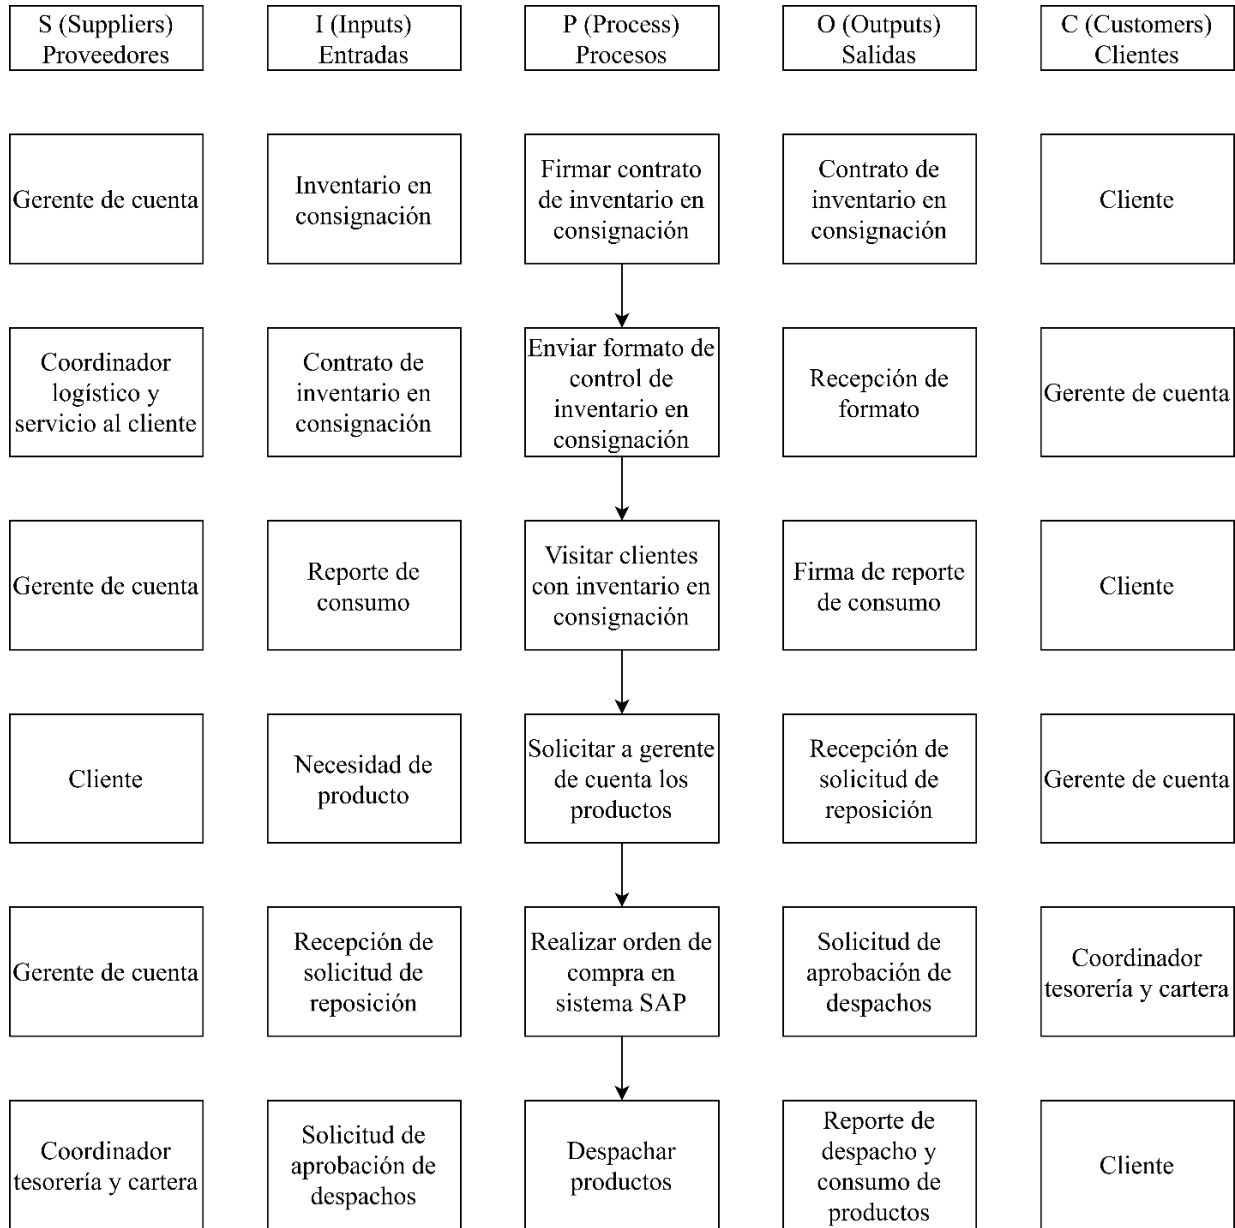 S (Suppliers)
Proveedores
I (Inputs)
Entradas
P (Process)
Procesos
O (Outputs)
Salidas
C (Customers)
Clientes
Gerente de cuenta
Inventario en
consignación
Firmar contrato
de inventario en
consignación
Contrato de
inventario en
consignación
Cliente
Coordinador
logístico y
servicio al cliente
Contrato de
inventario en
consignación
Enviar formato de
control de
inventario en
consignación
Recepción de
formato
Gerente de cuenta
Gerente de cuenta
Reporte de
consumo
Visitar clientes
con inventario en
consignación
Firma de reporte
de consumo
Cliente
Cliente
Necesidad de
producto
Solicitar a gerente
de cuenta los
productos
Recepción de
solicitud de
reposición
Gerente de cuenta
Gerente de cuenta
Recepción de
solicitud de
reposición
Realizar orden de
compra en
sistema SAP
Solicitud de
aprobación de
despachos
Coordinador
tesorería y cartera
Coordinador
tesorería y cartera
Solicitud de
aprobación de
despachos
Despachar
productos
Reporte de
despacho y
consumo de
productos
Cliente